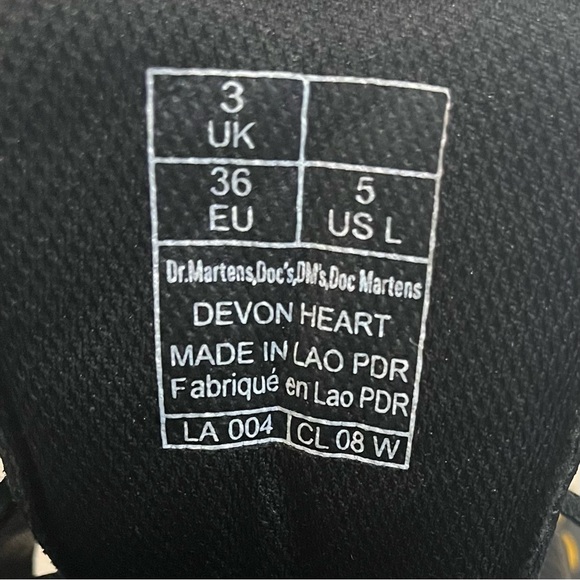 3
UK
36
EU
5
US L
Dr.Martens,Doc's,DM's,Doc Martens
DEVON HEART
MADE IN LAO PDR
Fabriqué en Lao PDR
LA 004
CL 08 W